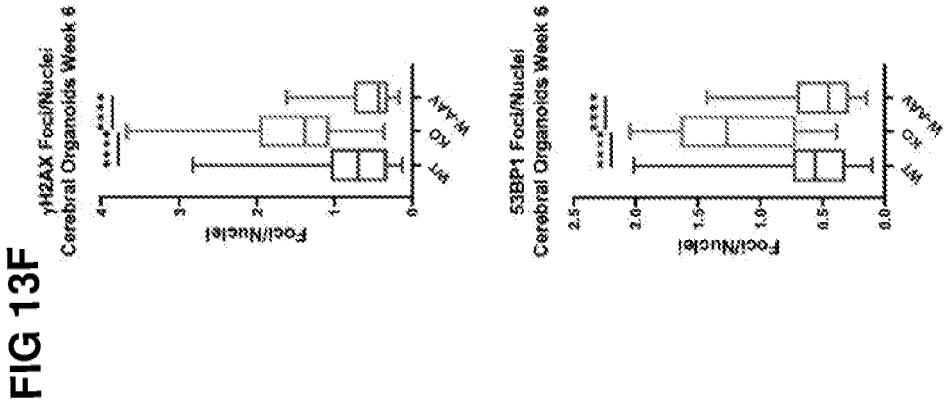 FIG 13F
γH2AX Foci/Nuclei
Cerebral Organoids Week 6
****
****
Foci/Nuclei
4
3
2
1
0
WT
KO
W-AAV
53BP1 Foci/Nuclei
Cerebral Organoids Week 6
****
****
Foci/Nuclei
2.5
2.0
1.5
1.0
0.5
0.0
WT
KO
W-AAV